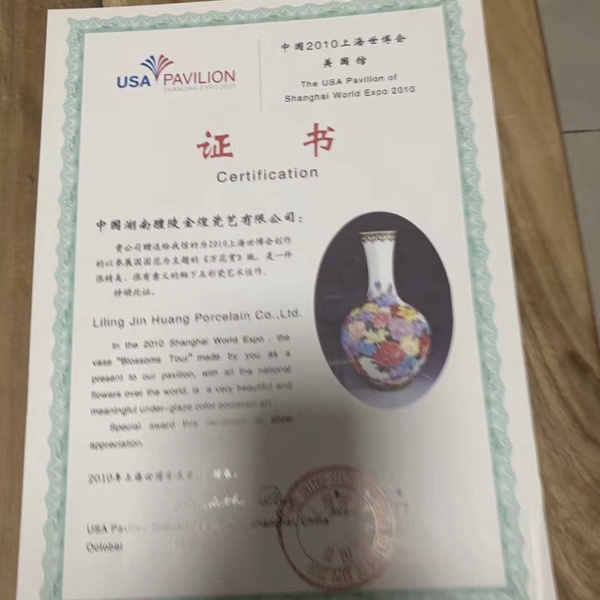 USA PAVILION
SHANGHAI EXPO 2010
中国2010上海世博会
美国馆
The USA Pavilion of
Shanghai World Expo 2010
证书
Certification
中国湖南醴陵金煌瓷艺有限公司：
贵公司赠送给我馆的为2010上海世博会创作
的以参展国国花为主题的《万花赏》瓶，是一件
很精美、很有意义的釉下五彩瓷艺术佳作。
特颁此证。
Liling Jin Huang Porcelain Co.,Ltd.
In the 2010 Shanghai World Expo , the
vase "Blossoms Tour" made by you as a
present to our pavilion, with all the national
flowers over the world, is a very beautiful and
meaningful under-glaze color porcelain art.
Special award this to show
appreciation.
2010年上海世博会
USA Shanghai, China
October